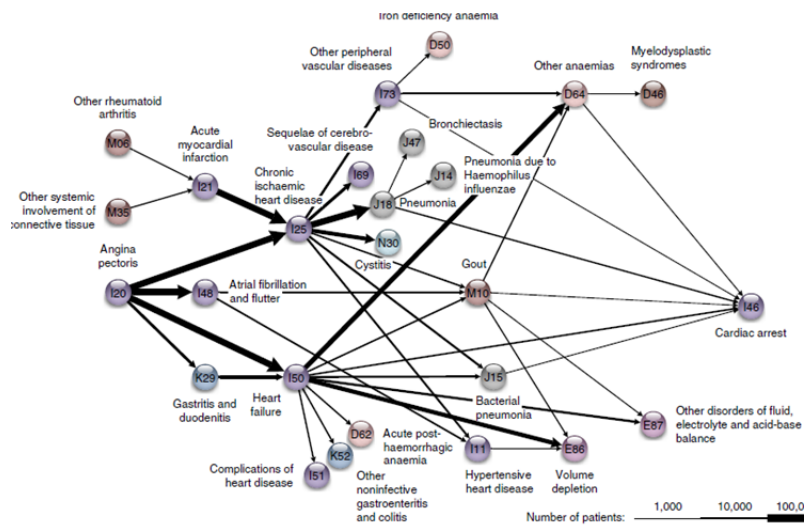 Iron deficiency anaemia
D50
Other peripheral
vascular diseases
I73
Other anaemias
D64
Myelodysplastic
syndromes
D46
Other rheumatoid
arthritis
M06
Acute
myocardial
infarction
I21
Sequelae of cerebro-
vascular disease
I69
Bronchiectasis
J47
J14
Pneumonia due to
Haemophilus
influenzae
J18
Pneumonia
Chronic
ischaemic
heart disease
I25
Other systemic
involvement of
connective tissue
M35
N30
Cystitis
Angina
pectoris
I20
I48
Atrial fibrillation
and flutter
Gout
M10
I46
Cardiac arrest
K29
Gastritis and
duodenitis
I50
Heart
failure
J15
Bacterial
pneumonia
E87
Other disorders of fluid,
electrolyte and acid-base
balance
D62
Acute post-
haemorrhagic
anaemia
K52
Other
noninfective
gastroenteritis
and colitis
I51
Complications of
heart disease
I11
Hypertensive
heart disease
E86
Volume
depletion
Number of patients:
1,000 10,000